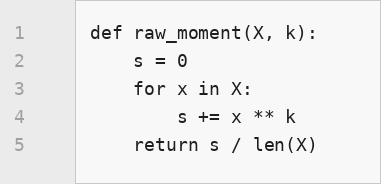 1 def raw_moment(X, k):
2     s = 0
3     for x in X:
4         s += x ** k
5     return s / len(X)